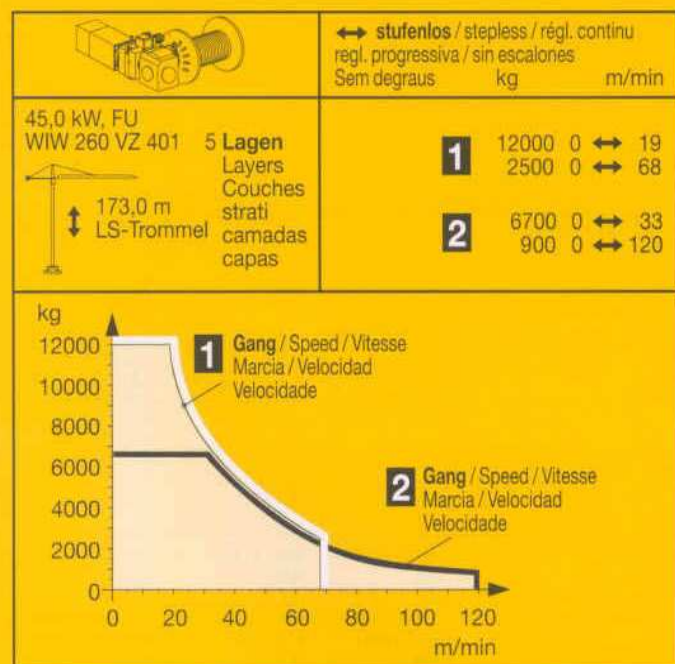 ↔ stufenlos / stepless / régl. continu
regl. progressiva / sin escalones
Sem degraus kg m/min
45,0 kW, FU
WIW 260 VZ 401
173,0 m
LS-Trommel
5 Lagen
Layers
Couches
strati
camadas
capas
1 12000 0 ↔ 19
2500 0 ↔ 68
2 6700 0 ↔ 33
900 0 ↔ 120
kg
12000
10000
8000
6000
4000
2000
0
1 Gang / Speed / Vitesse
Marcia / Velocidad
Velocidade
2 Gang / Speed / Vitesse
Marcia / Velocidad
Velocidade
0 20 40 60 80 100 120
m/min